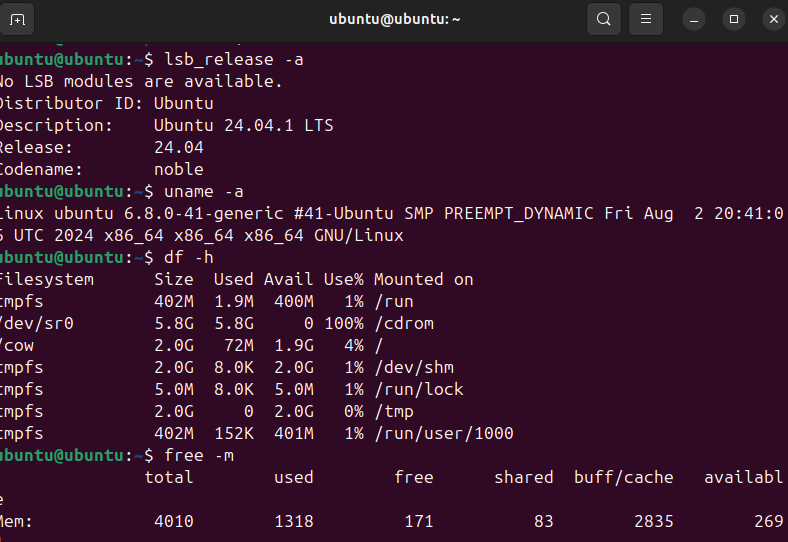 ubuntu@ubuntu: ~
ubuntu@ubuntu:~$ lsb_release -a
No LSB modules are available.
Distributor ID: Ubuntu
Description:    Ubuntu 24.04.1 LTS
Release:        24.04
Codename:       noble
ubuntu@ubuntu:~$ uname -a
Linux ubuntu 6.8.0-41-generic #41-Ubuntu SMP PREEMPT_DYNAMIC Fri Aug  2 20:41:0
5 UTC 2024 x86_64 x86_64 x86_64 GNU/Linux
ubuntu@ubuntu:~$ df -h
Filesystem      Size  Used Avail Use% Mounted on
tmpfs           402M  1.9M  400M   1% /run
/dev/sr0        5.8G  5.8G     0 100% /cdrom
/cow            2.0G   72M  1.9G   4% /
tmpfs           2.0G  8.0K  2.0G   1% /dev/shm
tmpfs           5.0M  8.0K  5.0M   1% /run/lock
tmpfs           2.0G     0  2.0G   0% /tmp
tmpfs           402M  152K  401M   1% /run/user/1000
ubuntu@ubuntu:~$ free -m
               total        used        free      shared  buff/cache   availabl
e
Mem:            4010        1318         171          83        2835         269